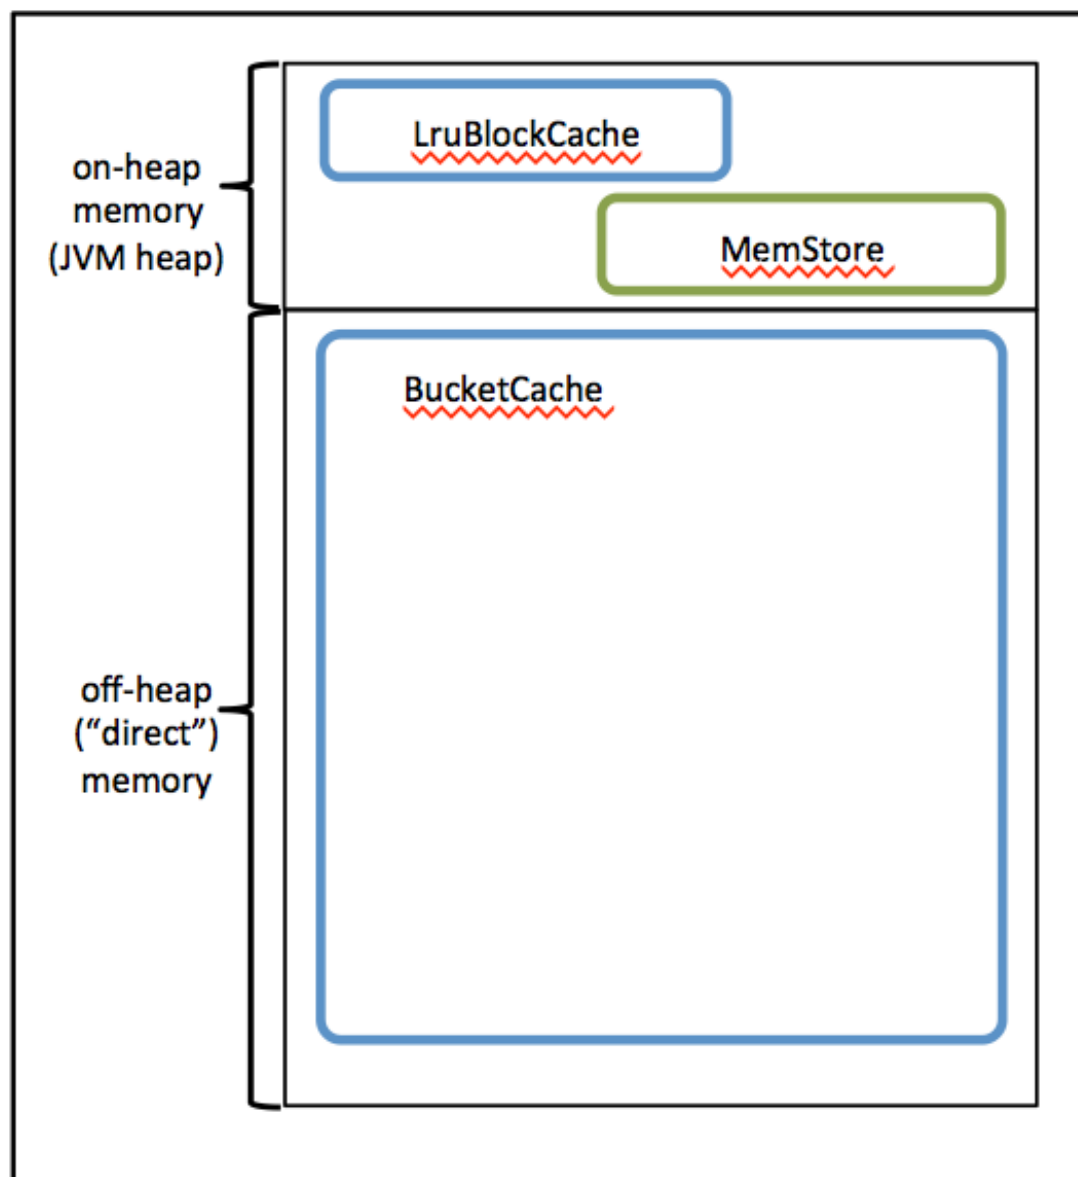 LruBlockCache
on-heap
memory
(JVM heap)
MemStore
BucketCache
off-heap
(“direct”)
memory